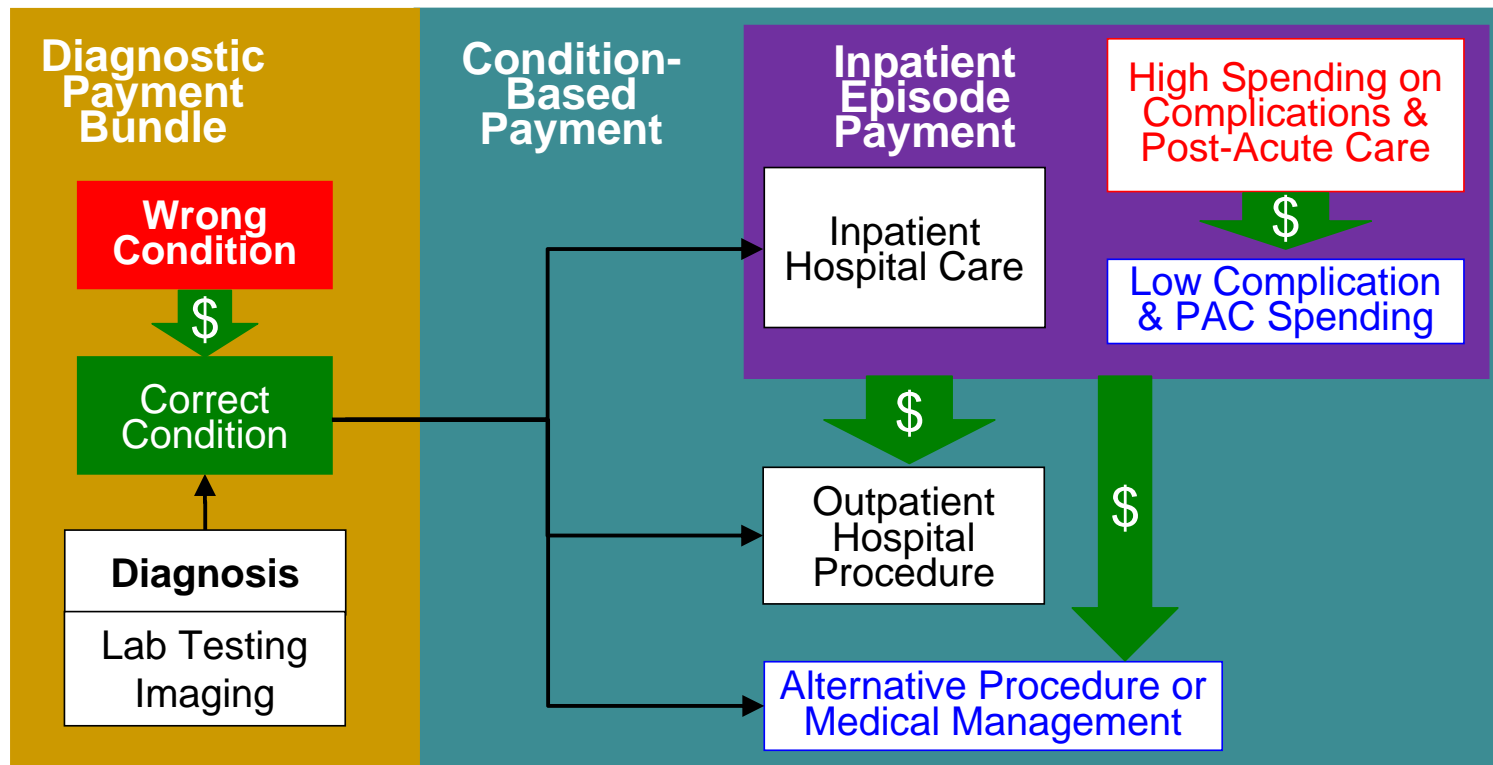 Diagnostic
Payment
Bundle
Wrong
Condition
$
Correct
Condition
Diagnosis
Lab Testing
Imaging
Condition-
Based
Payment
Inpatient
Episode
Payment
Inpatient
Hospital Care
High Spending on
Complications &
Post-Acute Care
$
Low Complication
& PAC Spending
$
$
Outpatient
Hospital
Procedure
Alternative Procedure or
Medical Management